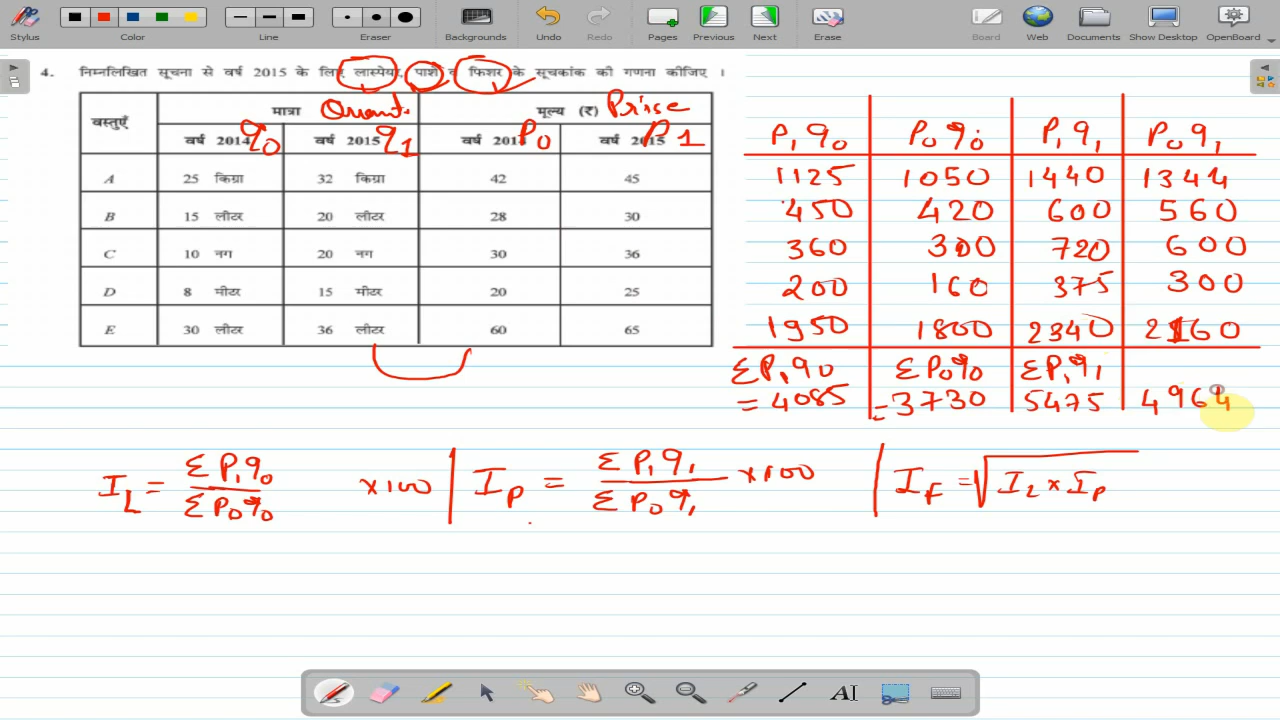 Stylus Color Line Eraser Backgrounds Undo Redo Pages Previous Next Erase Board Web Documents Show Desktop OpenBoard
4. निम्नलिखित सूचना से वर्ष 2015 के लिए लास्पेयर, पाशे व फिशर के सूचकांक की गणना कीजिए ।
वस्तुएँ मात्रा Quant. मूल्य (₹) Price
वर्ष 2014 q0 वर्ष 2015 q1 वर्ष 201 P0 वर्ष 2015 P1
A 25 किग्रा 32 किग्रा 42 45
B 15 लीटर 20 लीटर 28 30
C 10 नग 20 नग 30 36
D 8 मीटर 15 मीटर 20 25
E 30 लीटर 36 लीटर 60 65
P1q0 P0q0 P1q1 P0q1
1125 1050 1440 1344
450 420 600 560
360 300 720 600
200 160 375 300
1950 1800 2340 2160
ΣP1q0 ΣP0q0 ΣP1q1
= 4085 = 3730 5475 4964
IL = ΣP1q0 / ΣP0q0 ×100 | IP = ΣP1q1 / ΣP0q1 ×100 | IF = √IL × IP